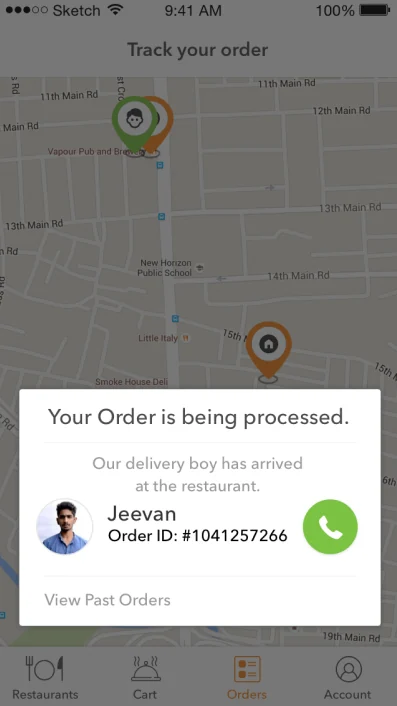 Sketch
9:41 AM
100%
Track your order
11th Main Rd
11th Main Rd
12th Main Rd
Main Rd
Vapour Pub and Brew
13th Main Rd
13th Main Rd
New Horizon
Public School
14th Main Rd
Little Italy
15th
15th Main Rd
Smoke House Deli
Your Order is being processed.
Our delivery boy has arrived
at the restaurant.
Jeevan
Order ID: #1041257266
View Past Orders
19th Main Rd
Restaurants
Cart
Orders
Account